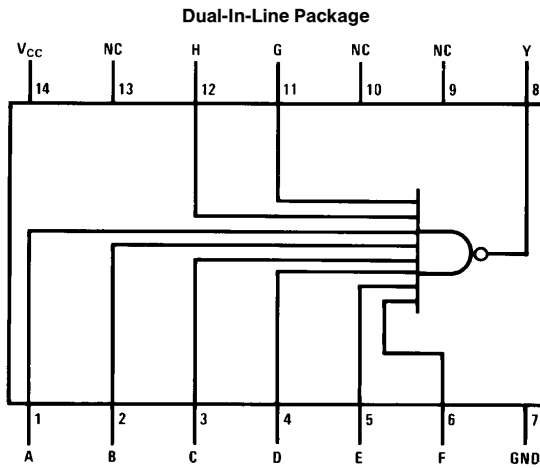 Dual-In-Line Package
VCC NC H G NC NC Y
14 13 12 11 10 9 8
1 2 3 4 5 6 7
A B C D E F GND